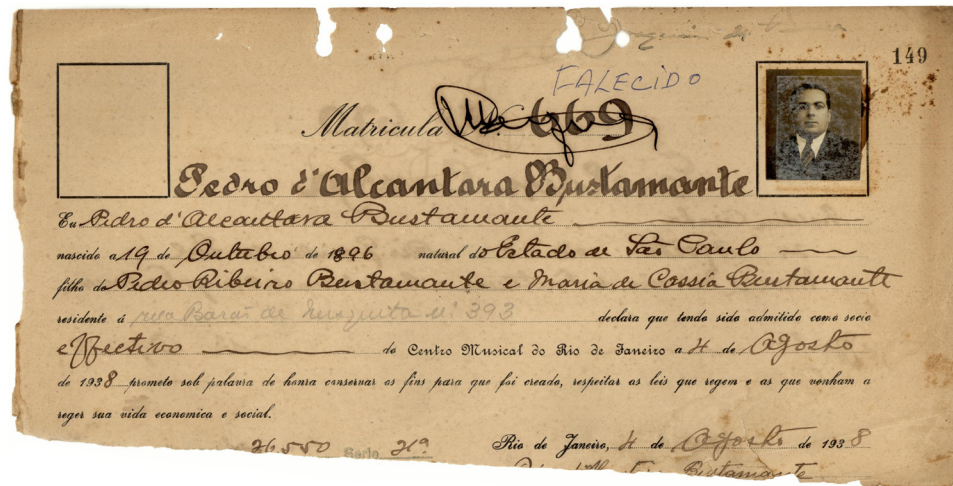 149
FALECIDO
Matricula N.º 669
Pedro d'Alcantara Bustamante
Eu Pedro d'Alcantara Bustamante
nascido a 19 de Outubro de 1896 natural do Estado de São Paulo
filho de Pedro Ribeiro Bustamante e Maria de Cassia Bustamante
residente á rua Barão de Mesquita Nº 393 declara que tendo sido admitido como socio
effectivo do Centro Musical do Rio de Janeiro a 4 de Agosto
de 1938 prometo sob palavra de honra conservar os fins para que foi creado, respeitar as leis que regem e as que venham a
reger sua vida economica e social.
26.550 Serie 21ª Rio de Janeiro, 4 de Agosto de 1938
Bustamante